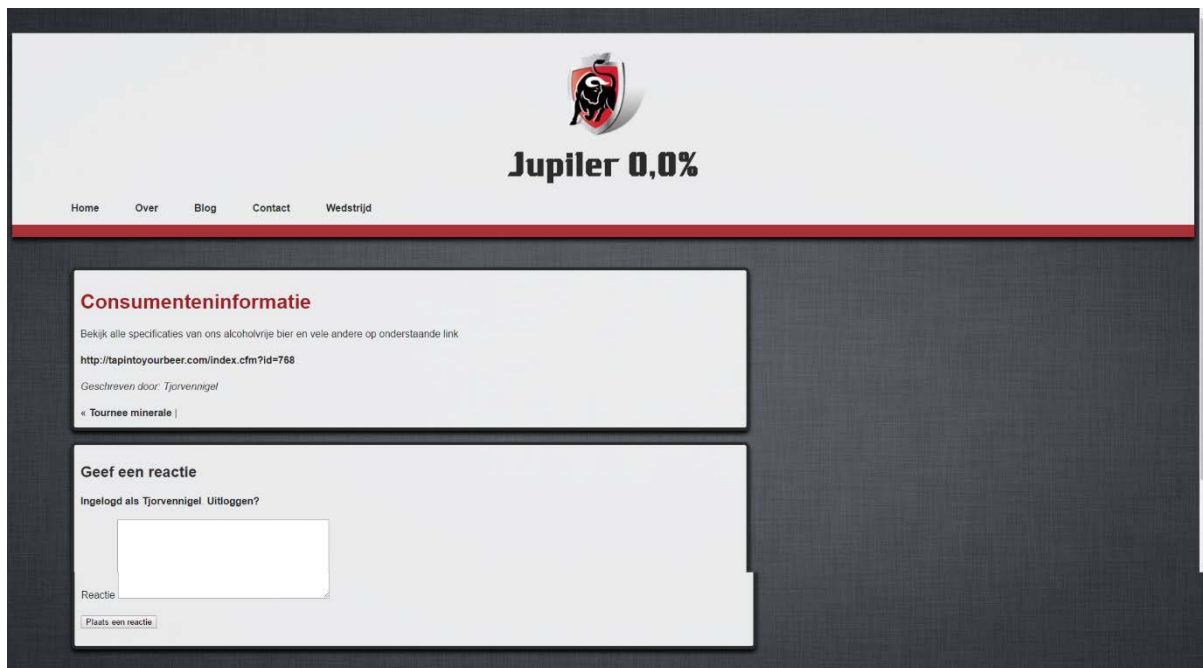 Jupiler 0,0%
Home Over Blog Contact Wedstrijd
Consumenteninformatie
Bekijk alle specificaties van ons alcoholvrije bier en vele andere op onderstaande link
http://tapintoyourbeer.com/index.cfm?id=768
Geschreven door: Tjorvennigel
« Tournee minerale |
Geef een reactie
Ingelogd als Tjorvennigel. Uitloggen?
Reactie
Plaats een reactie